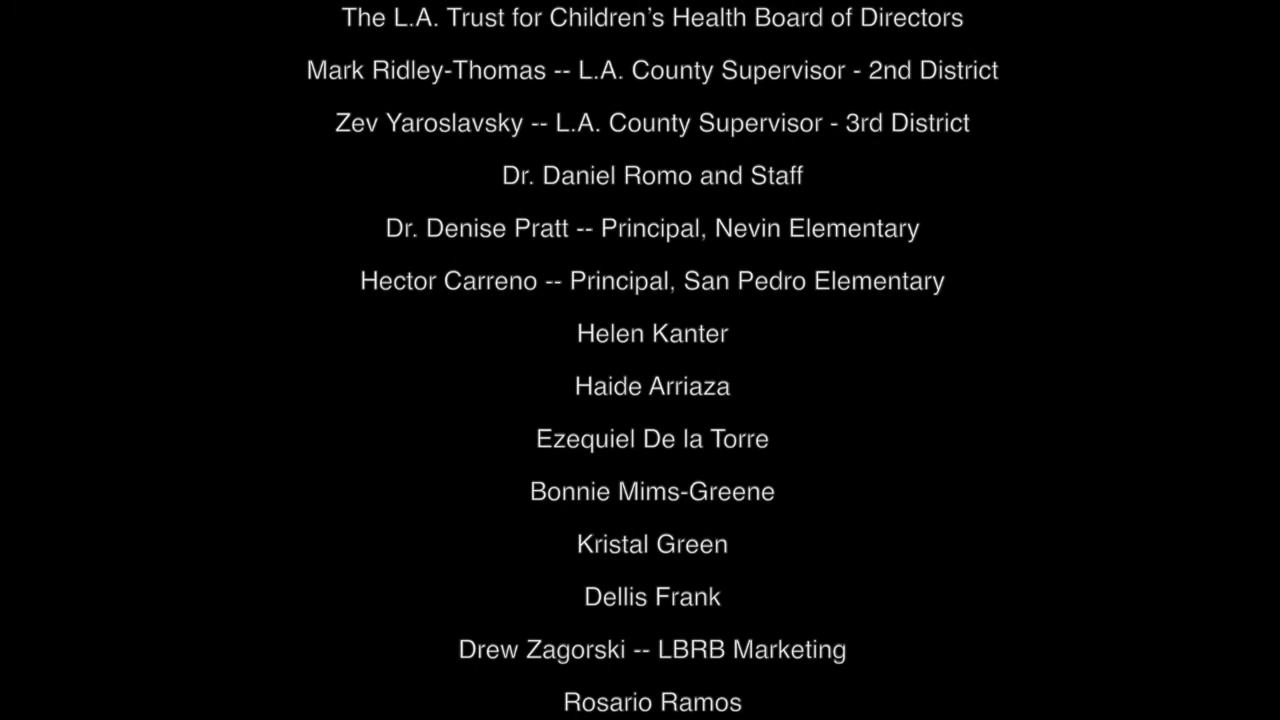 The L.A. Trust for Children’s Health Board of Directors
Mark Ridley-Thomas -- L.A. County Supervisor - 2nd District
Zev Yaroslavsky -- L.A. County Supervisor - 3rd District
Dr. Daniel Romo and Staff
Dr. Denise Pratt -- Principal, Nevin Elementary
Hector Carreno -- Principal, San Pedro Elementary
Helen Kanter
Haide Arriaza
Ezequiel De la Torre
Bonnie Mims-Greene
Kristal Green
Dellis Frank
Drew Zagorski -- LBRB Marketing
Rosario Ramos